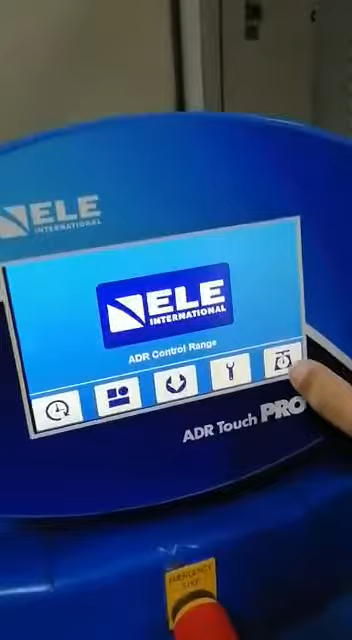 ELE
INTERNATIONAL
ELE
INTERNATIONAL
ADR Control Range
ADR Touch PRO
EMERGENCY
STOP